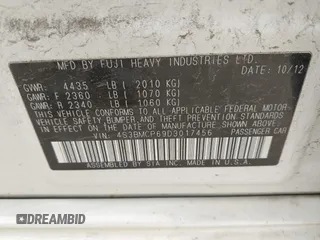 MFD. BY FUJI HEAVY INDUSTRIES LTD.
10/12
GVWR: 4435 LB ( 2010 KG)
GAWR: F 2360 LB ( 1070 KG)
GAWR: R 2340 LB ( 1060 KG)
THIS VEHICLE CONFORMS TO ALL APPLICABLE FEDERAL MOTOR
VEHICLE SAFETY, BUMPER, AND THEFT PREVENTION STANDARDS
IN EFFECT ON THE DATE OF MANUFACTURE SHOWN ABOVE.
VIN: 4S3BMACP69D3017456
PASSENGER CAR
ASSEMBLED BY SIA INC. MADE IN U.S.A.
DREAMBID